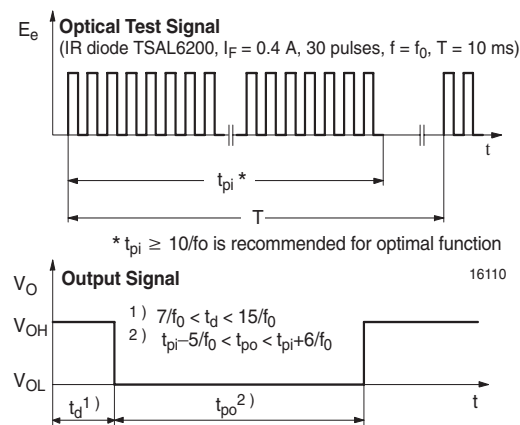 Optical Test Signal
Eₑ
(IR diode TSAL6200, I_F = 0.4 A, 30 pulses, f = f₀, T = 10 ms)
t
t_pi *
T
* t_pi ≥ 10/fo is recommended for optimal function
16110
Output Signal
V_O
V_OH
V_OL
1 ) 7/f₀ < t_d < 15/f₀
2 ) t_pi–5/f₀ < t_po < t_pi+6/f₀
t
t_d 1 )
t_po 2 )